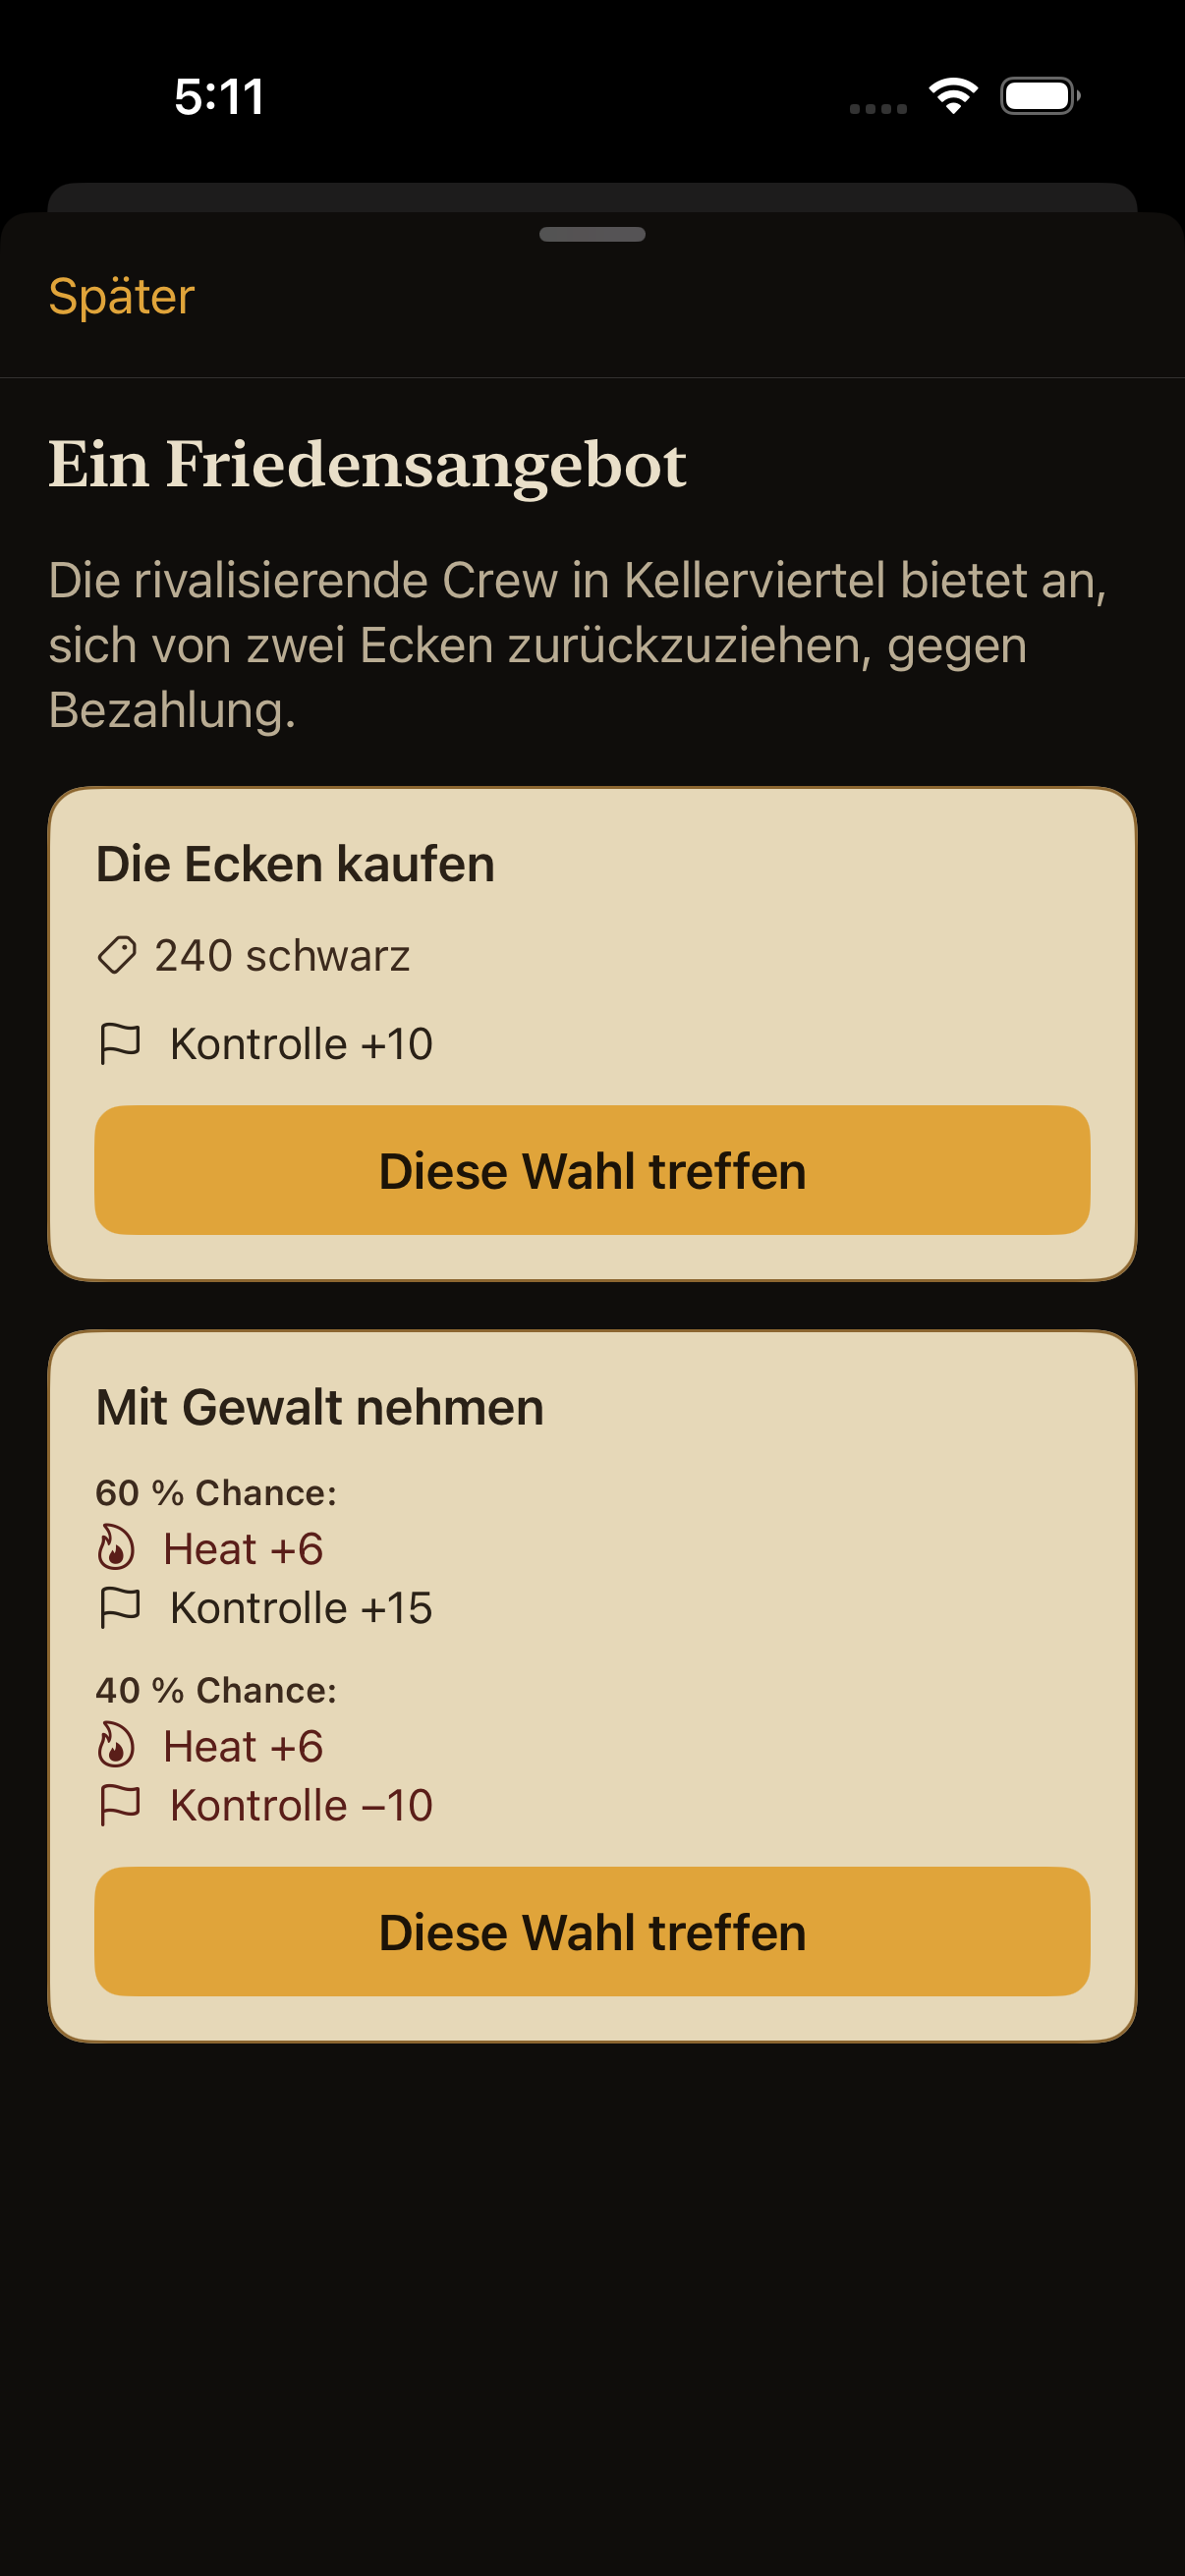 5:11
Später
Ein Friedensangebot
Die rivalisierende Crew in Kellerviertel bietet an,
sich von zwei Ecken zurückzuziehen, gegen
Bezahlung.
Die Ecken kaufen
240 schwarz
Kontrolle +10
Diese Wahl treffen
Mit Gewalt nehmen
60 % Chance:
Heat +6
Kontrolle +15
40 % Chance:
Heat +6
Kontrolle −10
Diese Wahl treffen